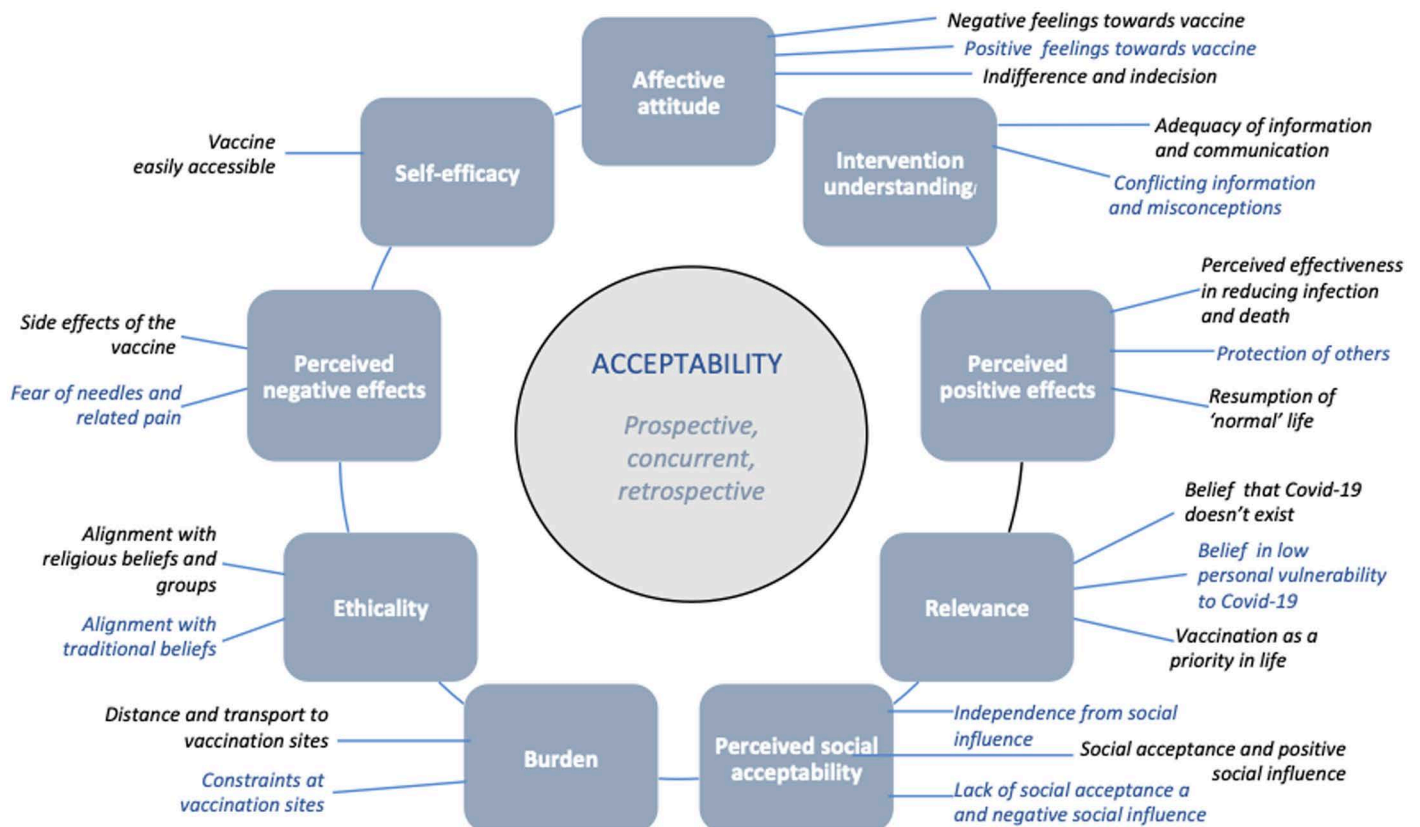 Affective
attitude
Negative feelings towards vaccine
Positive feelings towards vaccine
Indifference and indecision
Intervention
understanding/
Adequacy of information
and communication
Conflicting information
and misconceptions
Perceived
positive effects
Perceived effectiveness
in reducing infection
and death
Protection of others
Resumption of
‘normal’ life
Relevance
Belief that Covid-19
doesn’t exist
Belief in low
personal vulnerability
to Covid-19
Vaccination as a
priority in life
Perceived social
acceptability
Independence from social
influence
Social acceptance and positive
social influence
Lack of social acceptance a
and negative social influence
Burden
Distance and transport to
vaccination sites
Constraints at
vaccination sites
Ethicality
Alignment with
religious beliefs and
groups
Alignment with
traditional beliefs
Perceived
negative effects
Side effects of the
vaccine
Fear of needles and
related pain
Self-efficacy
Vaccine
easily accessible
ACCEPTABILITY
Prospective,
concurrent,
retrospective